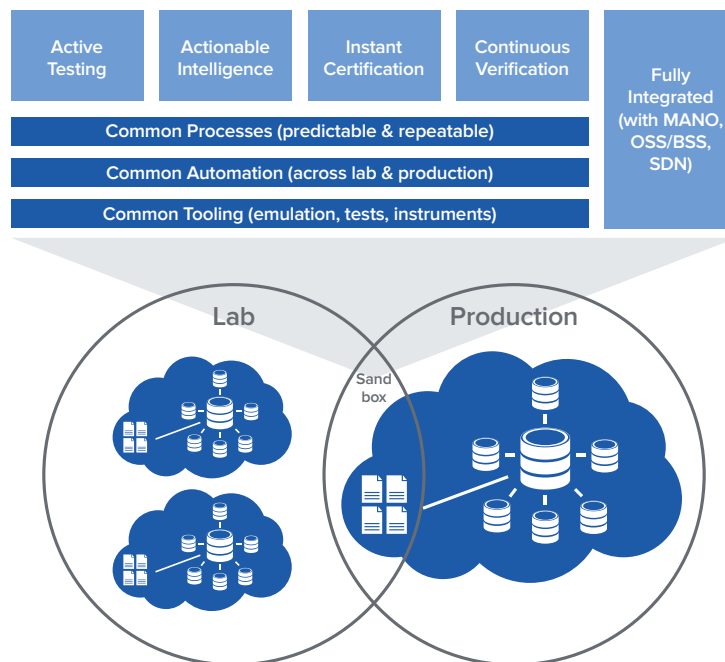 Active
Testing
Actionable
Intelligence
Instant
Certification
Continuous
Verification
Fully
Integrated
(with MANO,
OSS/BSS,
SDN)
Common Processes (predictable & repeatable)
Common Automation (across lab & production)
Common Tooling (emulation, tests, instruments)
Lab
Production
Sand
box